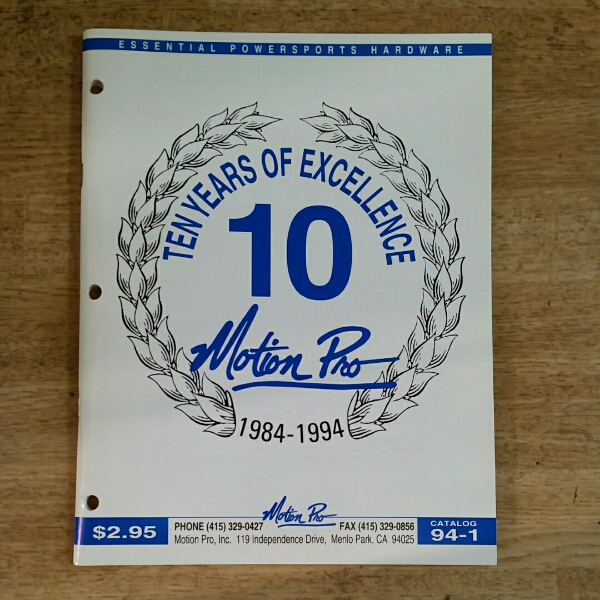 ESSENTIAL POWERSPORTS HARDWARE
TEN YEARS OF EXCELLENCE
10
Motion Pro
1984-1994
Motion Pro
$2.95
PHONE (415) 329-0427 FAX (415) 329-0856
Motion Pro, Inc. 119 Independence Drive, Menlo Park, CA 94025
CATALOG
94-1